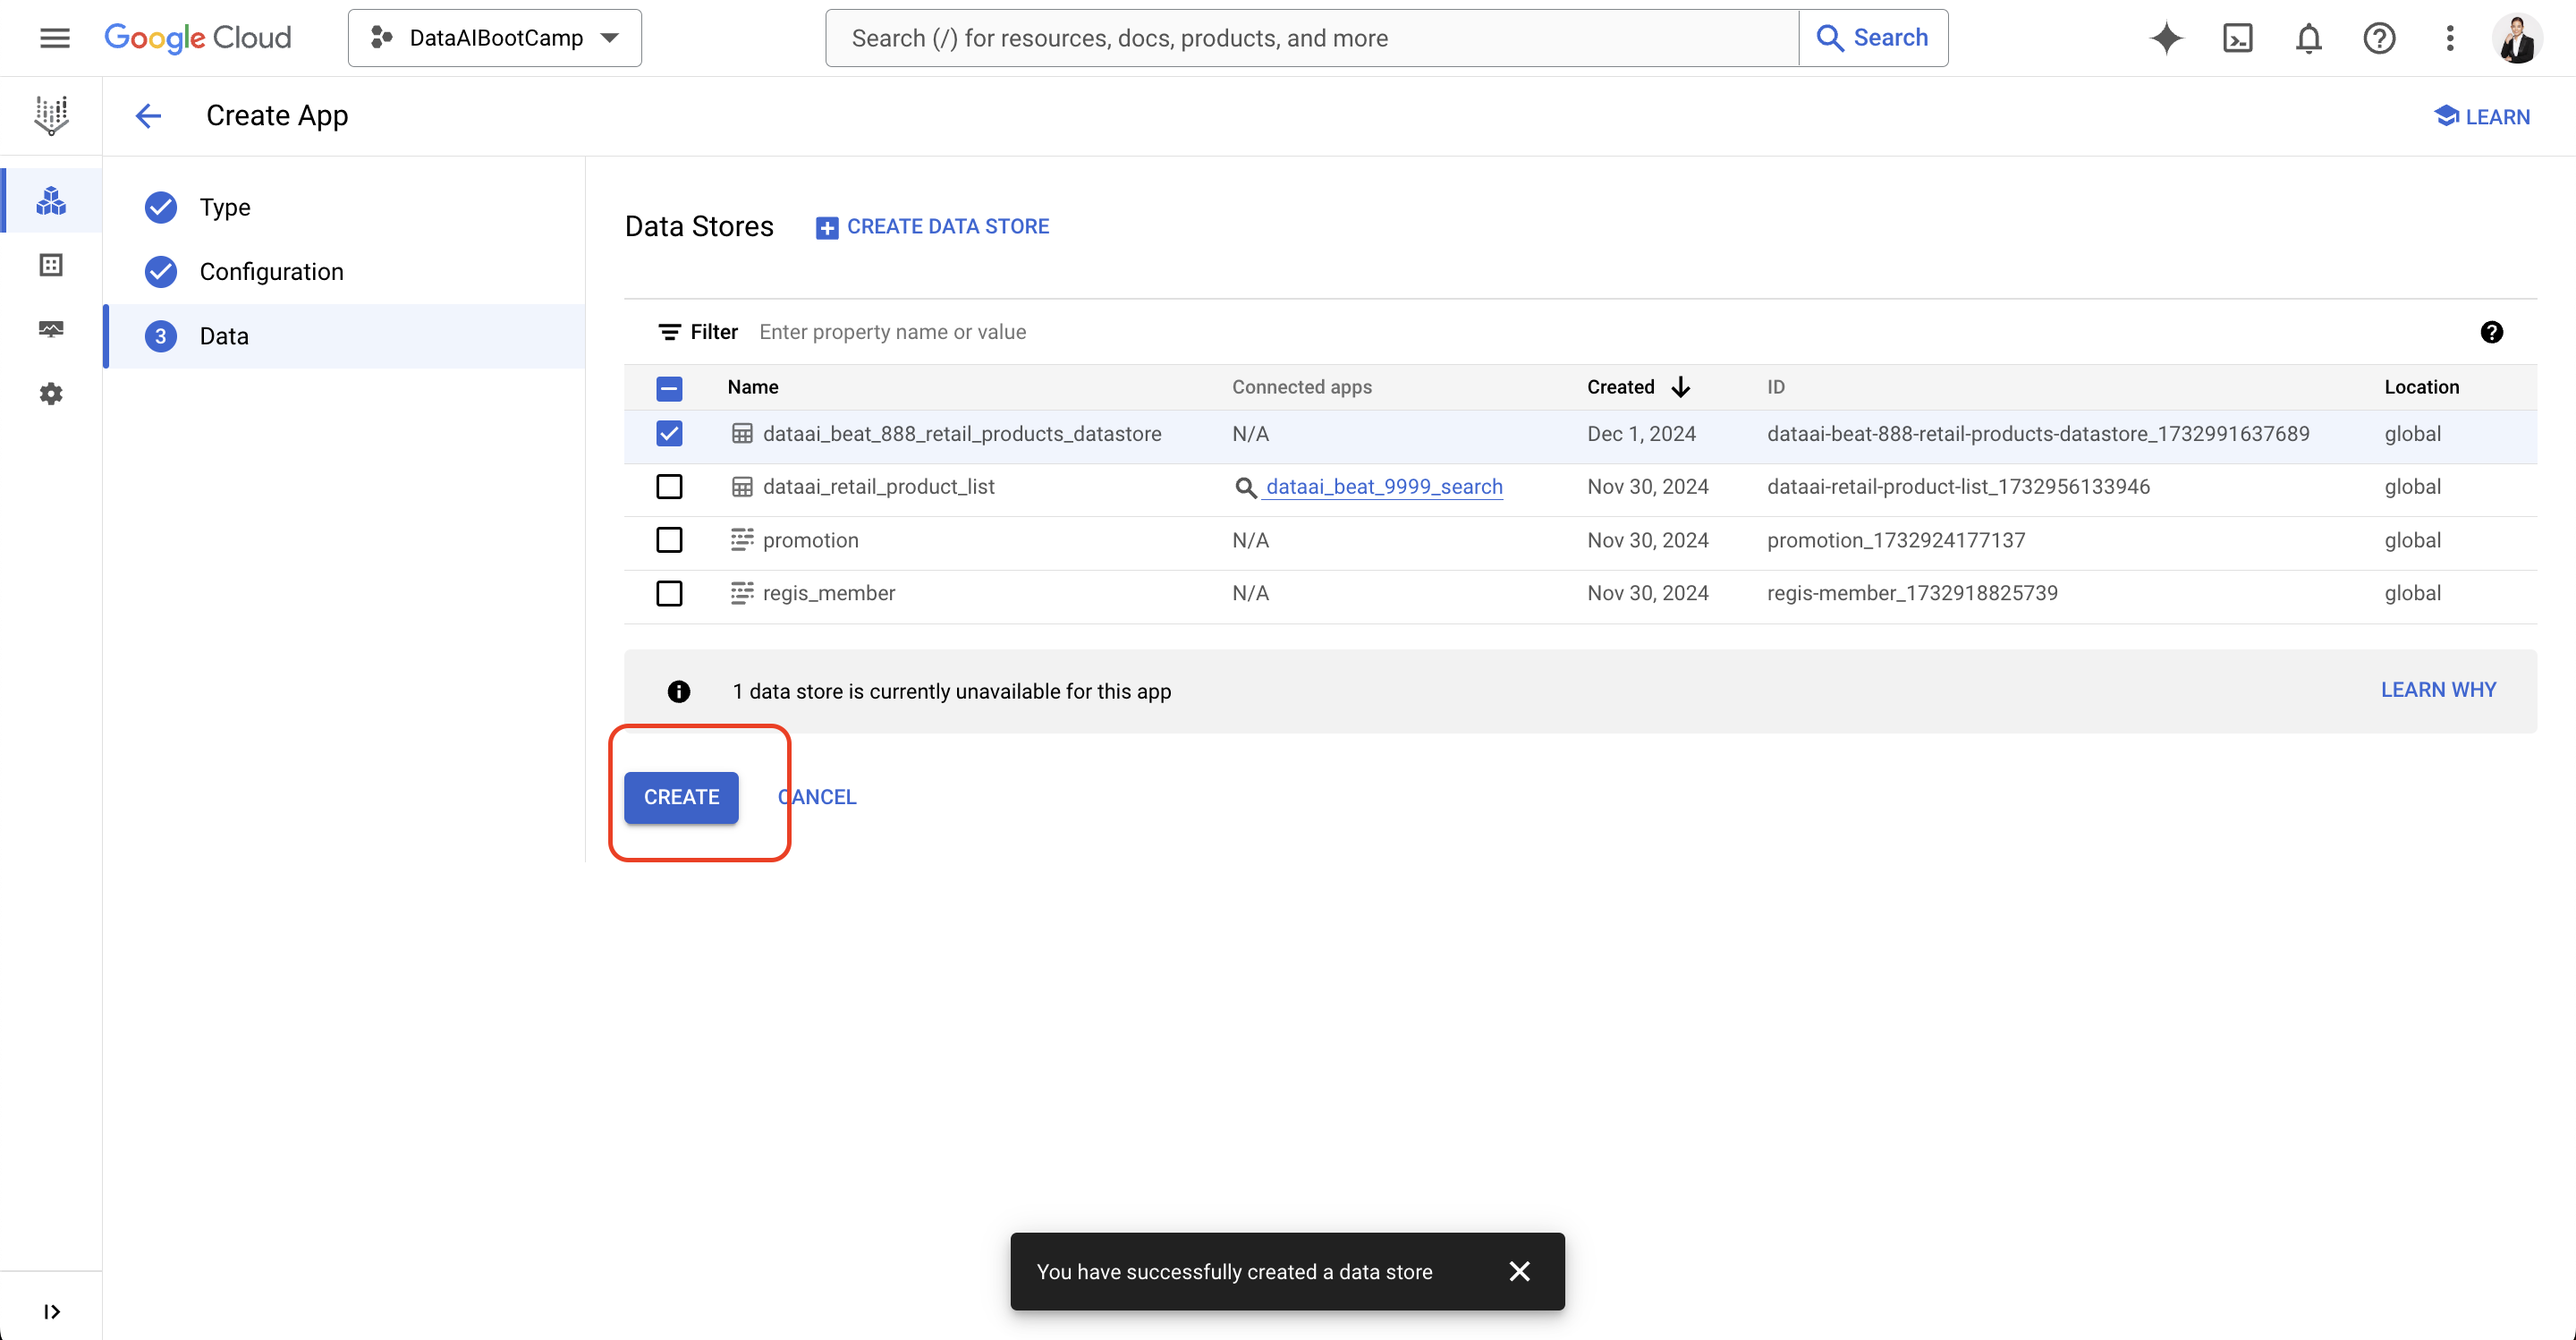 Google Cloud
DataAIBootCamp
Search (/) for resources, docs, products, and more
Search
Create App
LEARN
Type
Configuration
3 Data
Data Stores
CREATE DATA STORE
Filter Enter property name or value
Name Connected apps Created ID Location
dataai_beat_888_retail_products_datastore N/A Dec 1, 2024 dataai-beat-888-retail-products-datastore_1732991637689 global
dataai_retail_product_list dataai_beat_9999_search Nov 30, 2024 dataai-retail-product-list_1732956133946 global
promotion N/A Nov 30, 2024 promotion_1732924177137 global
regis_member N/A Nov 30, 2024 regis-member_1732918825739 global
1 data store is currently unavailable for this app LEARN WHY
CREATE CANCEL
You have successfully created a data store